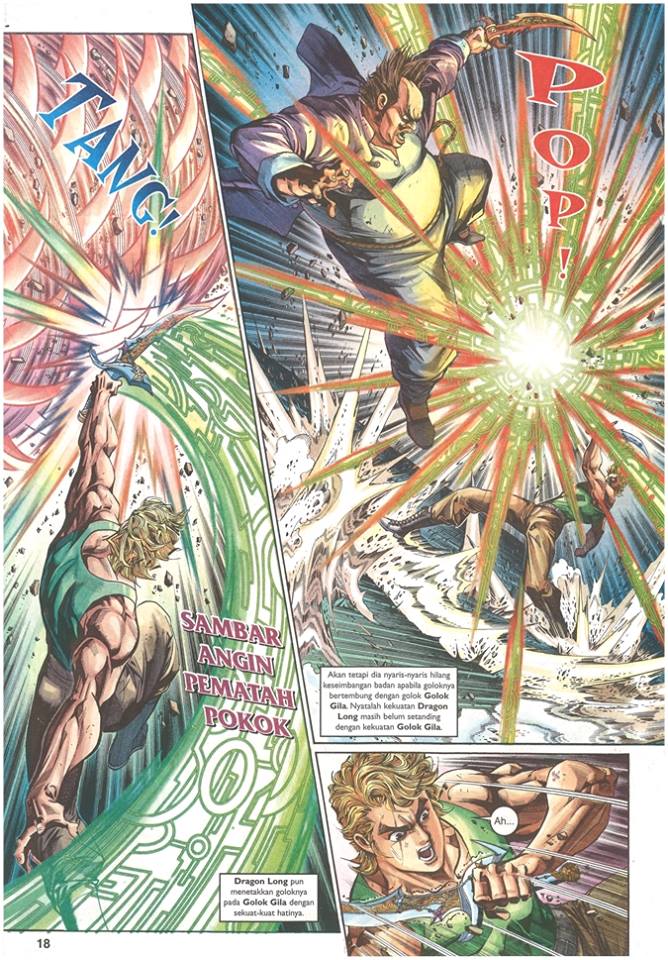 TANG!
SAMBAR
ANGIN
PEMATAH
POKOK
Dragon Long pun
menetakkan goloknya
pada Golok Gila dengan
sekuat-kuat hatinya.
POP!
Akan tetapi dia nyaris-nyaris hilang
keseimbangan badan apabila goloknya
bertembung dengan golok Golok
Gila. Nyatalah kekuatan Dragon
Long masih belum setanding
dengan kekuatan Golok Gila.
Ah...
18